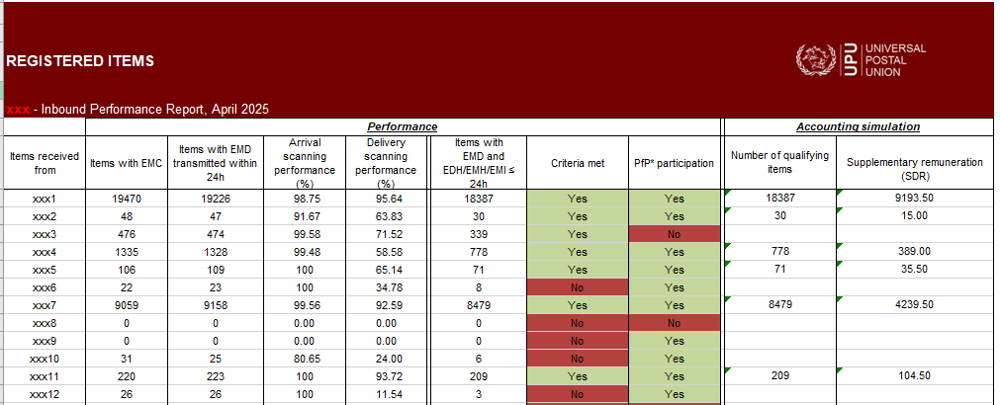 REGISTERED ITEMS
UPU UNIVERSAL
POSTAL
UNION
xxx - Inbound Performance Report, April 2025
Performance Accounting simulation
Items received from Items with EMC Items with EMD transmitted within 24h Arrival scanning performance (%) Delivery scanning performance (%) Items with EMD and EDH/EMH/EMI ≤ 24h Criteria met PfP* participation Number of qualifying items Supplementary remuneration (SDR)
xxx1 19470 19226 98.75 95.64 18387 Yes Yes 18387 9193.50
xxx2 48 47 91.67 63.83 30 Yes Yes 30 15.00
xxx3 476 474 99.58 71.52 339 Yes No
xxx4 1335 1328 99.48 58.58 778 Yes Yes 778 389.00
xxx5 106 109 100 65.14 71 Yes Yes 71 35.50
xxx6 22 23 100 34.78 8 No Yes
xxx7 9059 9158 99.56 92.59 8479 Yes Yes 8479 4239.50
xxx8 0 0 0.00 0.00 0 No No
xxx9 0 0 0.00 0.00 0 No Yes
xxx10 31 25 80.65 24.00 6 No Yes
xxx11 220 223 100 93.72 209 Yes Yes 209 104.50
xxx12 26 26 100 11.54 3 No Yes